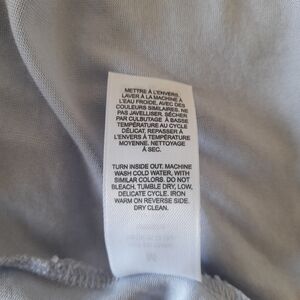 METTRE À L'ENVERS.
LAVER À LA MACHINE À
L'EAU FROIDE, AVEC DES
COULEURS SIMILAIRES. NE
PAS JAVELLISER. SÉCHER
PAR CULBUTAGE À BASSE
TEMPÉRATURE AU CYCLE
DÉLICAT. REPASSER À
L'ENVERS À TEMPÉRATURE
MOYENNE. NETTOYAGE
À SEC.
TURN INSIDE OUT. MACHINE
WASH COLD WATER, WITH
SIMILAR COLORS. DO NOT
BLEACH. TUMBLE DRY, LOW,
DELICATE CYCLE. IRON
WARM ON REVERSE SIDE.
DRY CLEAN.